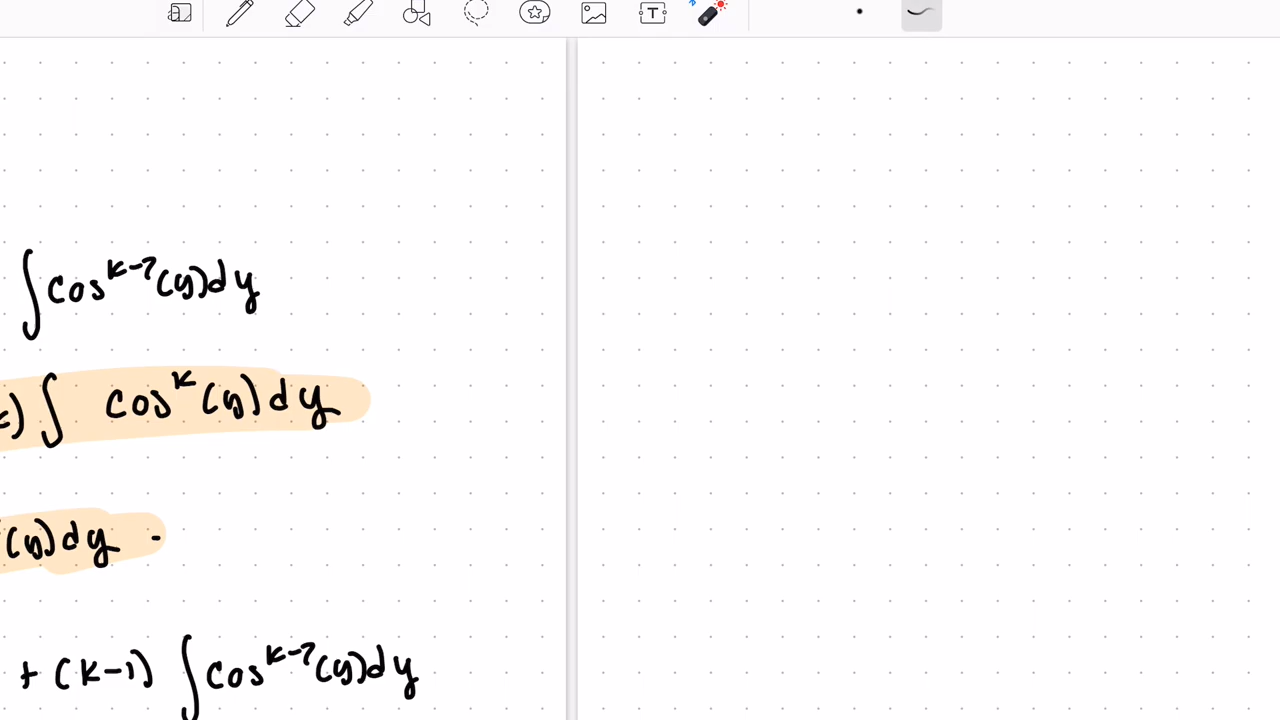 ∫cos^{k-2}(y)dy
) ∫ cos^k (y) dy
(y)dy -
+ (k-1) ∫cos^{k-2}(y)dy